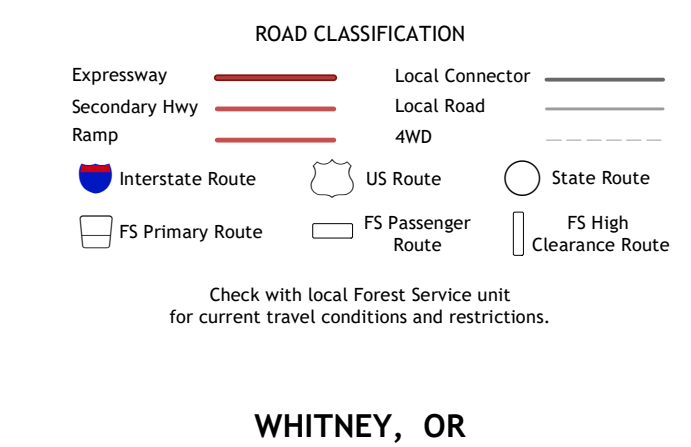 ROAD CLASSIFICATION
Expressway
Local Connector
Secondary Hwy
Local Road
Ramp
4WD
Interstate Route
US Route
State Route
FS Primary Route
FS Passenger
Route
FS High
Clearance Route
Check with local Forest Service unit
for current travel conditions and restrictions.
WHITNEY, OR